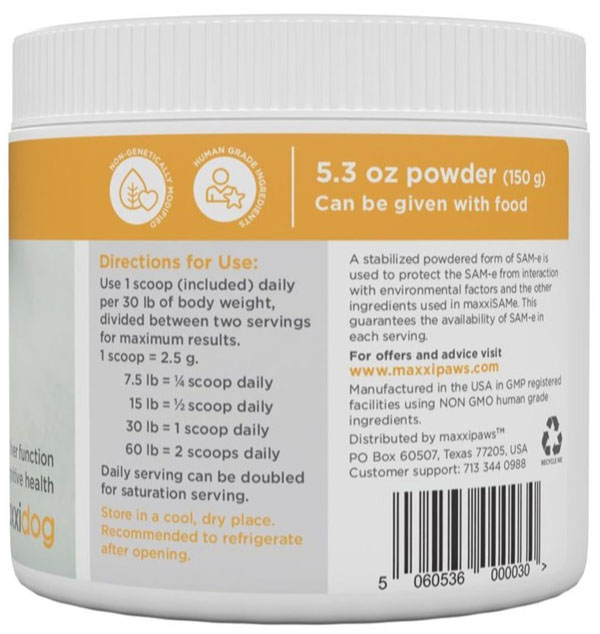 NON-GENETICALLY MODIFIED
HUMAN GRADE INGREDIENTS
5.3 oz powder (150 g)
Can be given with food
Directions for Use:
Use 1 scoop (included) daily
per 30 lb of body weight,
divided between two servings
for maximum results.
1 scoop = 2.5 g.
7.5 lb = ¼ scoop daily
15 lb = ½ scoop daily
30 lb = 1 scoop daily
60 lb = 2 scoops daily
Daily serving can be doubled
for saturation serving.
Store in a cool, dry place.
Recommended to refrigerate
after opening.
A stabilized powdered form of SAM-e is
used to protect the SAM-e from interaction
with environmental factors and the other
ingredients used in maxxiSAMe. This
guarantees the availability of SAM-e in
each serving.
For offers and advice visit
www.maxxipaws.com
Manufactured in the USA in GMP registered
facilities using NON GMO human grade
ingredients.
Distributed by maxxipaws™
PO Box 60507, Texas 77205, USA
Customer support: 713 344 0988
RECYCLE ME
5 060536 000030 >
function
health
dog